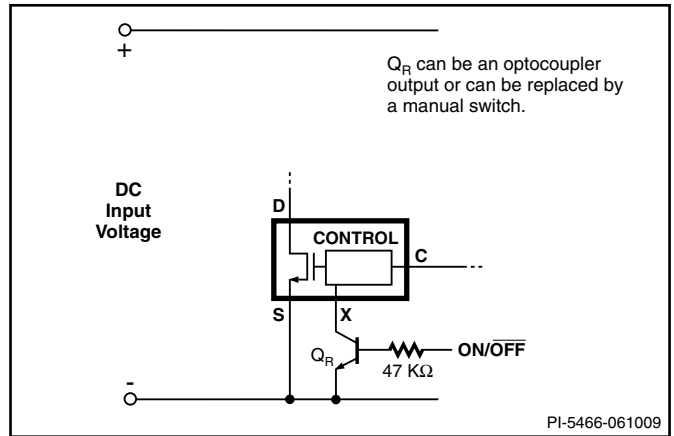 +
Q_R can be an optocoupler
output or can be replaced by
a manual switch.
DC
Input
Voltage
D
CONTROL
C
S
X
Q_R
ON/O̅F̅F̅
47 KΩ
-
PI-5466-061009